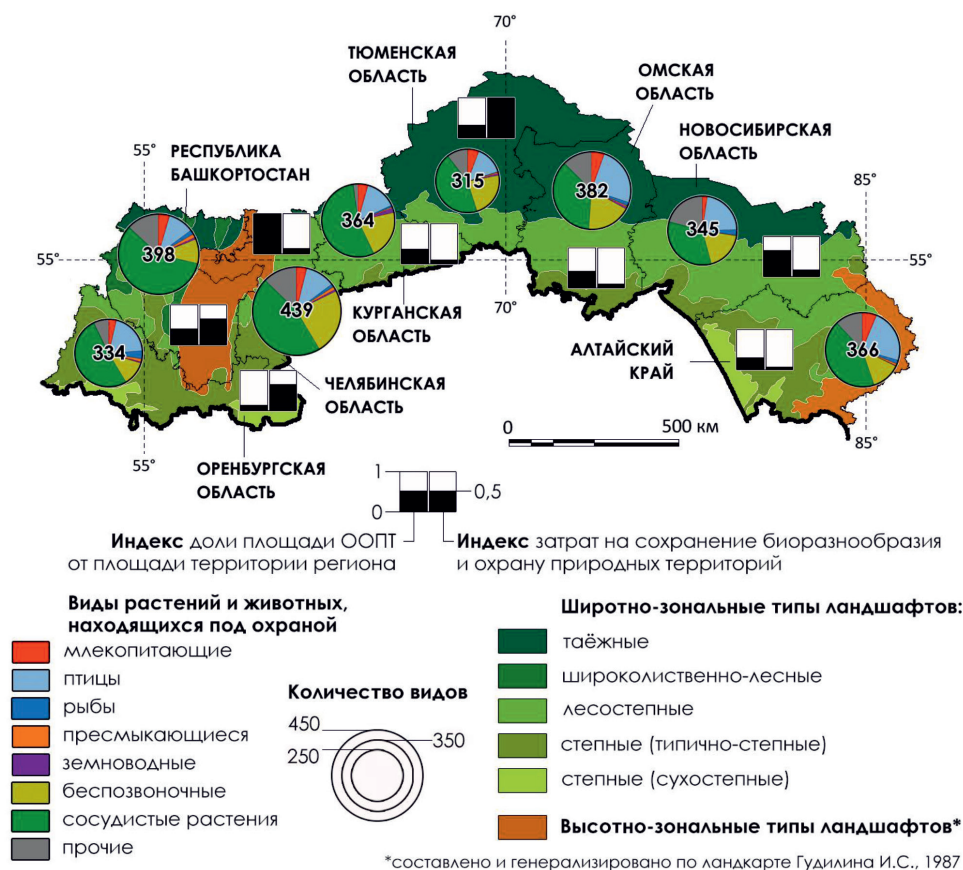 70°
ТЮМЕНСКАЯ
ОБЛАСТЬ
ОМСКАЯ
ОБЛАСТЬ
НОВОСИБИРСКАЯ
ОБЛАСТЬ
55°
РЕСПУБЛИКА
БАШКОРТОСТАН
85°
315
382
364
345
398
55°
55°
439
70°
КУРГАНСКАЯ
ОБЛАСТЬ
334
АЛТАЙСКИЙ
КРАЙ
366
ЧЕЛЯБИНСКАЯ
ОБЛАСТЬ
0
500 км
55°
85°
ОРЕНБУРГСКАЯ
ОБЛАСТЬ
1
0,5
0
Индекс доли площади ООПТ
от площади территории региона
Индекс затрат на сохранение биоразнообразия
и охрану природных территорий
Виды растений и животных,
находящихся под охраной
млекопитающие
птицы
рыбы
пресмыкающиеся
земноводные
беспозвоночные
сосудистые растения
прочие
Количество видов
450
350
250
Широтно-зональные типы ландшафтов:
таёжные
широколиственно-лесные
лесостепные
степные (типично-степные)
степные (сухостепные)
Высотно-зональные типы ландшафтов*
*составлено и генерализировано по ландкарте Гудилина И.С., 1987